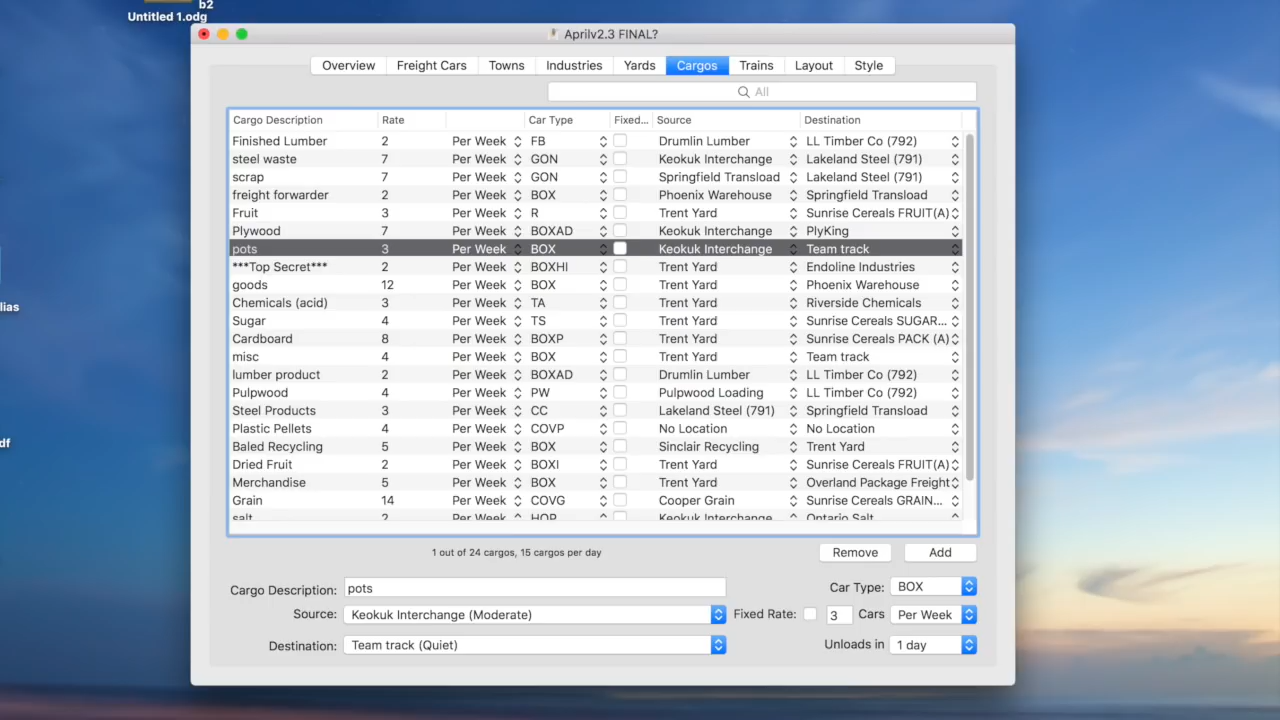 b2
Untitled 1.odg
Aprilv2.3 FINAL?
Overview Freight Cars Towns Industries Yards Cargos Trains Layout Style
All
Cargo Description Rate Car Type Fixed... Source Destination
Finished Lumber 2 Per Week FB Drumlin Lumber LL Timber Co (792)
steel waste 7 Per Week GON Keokuk Interchange Lakeland Steel (791)
scrap 7 Per Week GON Springfield Transload Lakeland Steel (791)
freight forwarder 2 Per Week BOX Phoenix Warehouse Springfield Transload
Fruit 3 Per Week R Trent Yard Sunrise Cereals FRUIT(A)
Plywood 7 Per Week BOXAD Keokuk Interchange PlyKing
pots 3 Per Week BOX Keokuk Interchange Team track
***Top Secret*** 2 Per Week BOXHI Trent Yard Endoline Industries
goods 12 Per Week BOX Trent Yard Phoenix Warehouse
Chemicals (acid) 3 Per Week TA Trent Yard Riverside Chemicals
Sugar 4 Per Week TS Trent Yard Sunrise Cereals SUGAR...
Cardboard 8 Per Week BOXP Trent Yard Sunrise Cereals PACK (A)
misc 4 Per Week BOX Trent Yard Team track
lumber product 2 Per Week BOXAD Drumlin Lumber LL Timber Co (792)
Pulpwood 4 Per Week PW Pulpwood Loading LL Timber Co (792)
Steel Products 3 Per Week CC Lakeland Steel (791) Springfield Transload
Plastic Pellets 4 Per Week COVP No Location No Location
Baled Recycling 5 Per Week BOX Sinclair Recycling Trent Yard
Dried Fruit 2 Per Week BOXI Trent Yard Sunrise Cereals FRUIT(A)
Merchandise 5 Per Week BOX Trent Yard Overland Package Freight
Grain 14 Per Week COVG Cooper Grain Sunrise Cereals GRAIN...
salt 2 Per Week HOP Keokuk Interchange Ontario Salt
lias
df
1 out of 24 cargos, 15 cargos per day
Remove Add
Cargo Description: pots Car Type: BOX
Source: Keokuk Interchange (Moderate) Fixed Rate: 3 Cars Per Week
Destination: Team track (Quiet) Unloads in 1 day